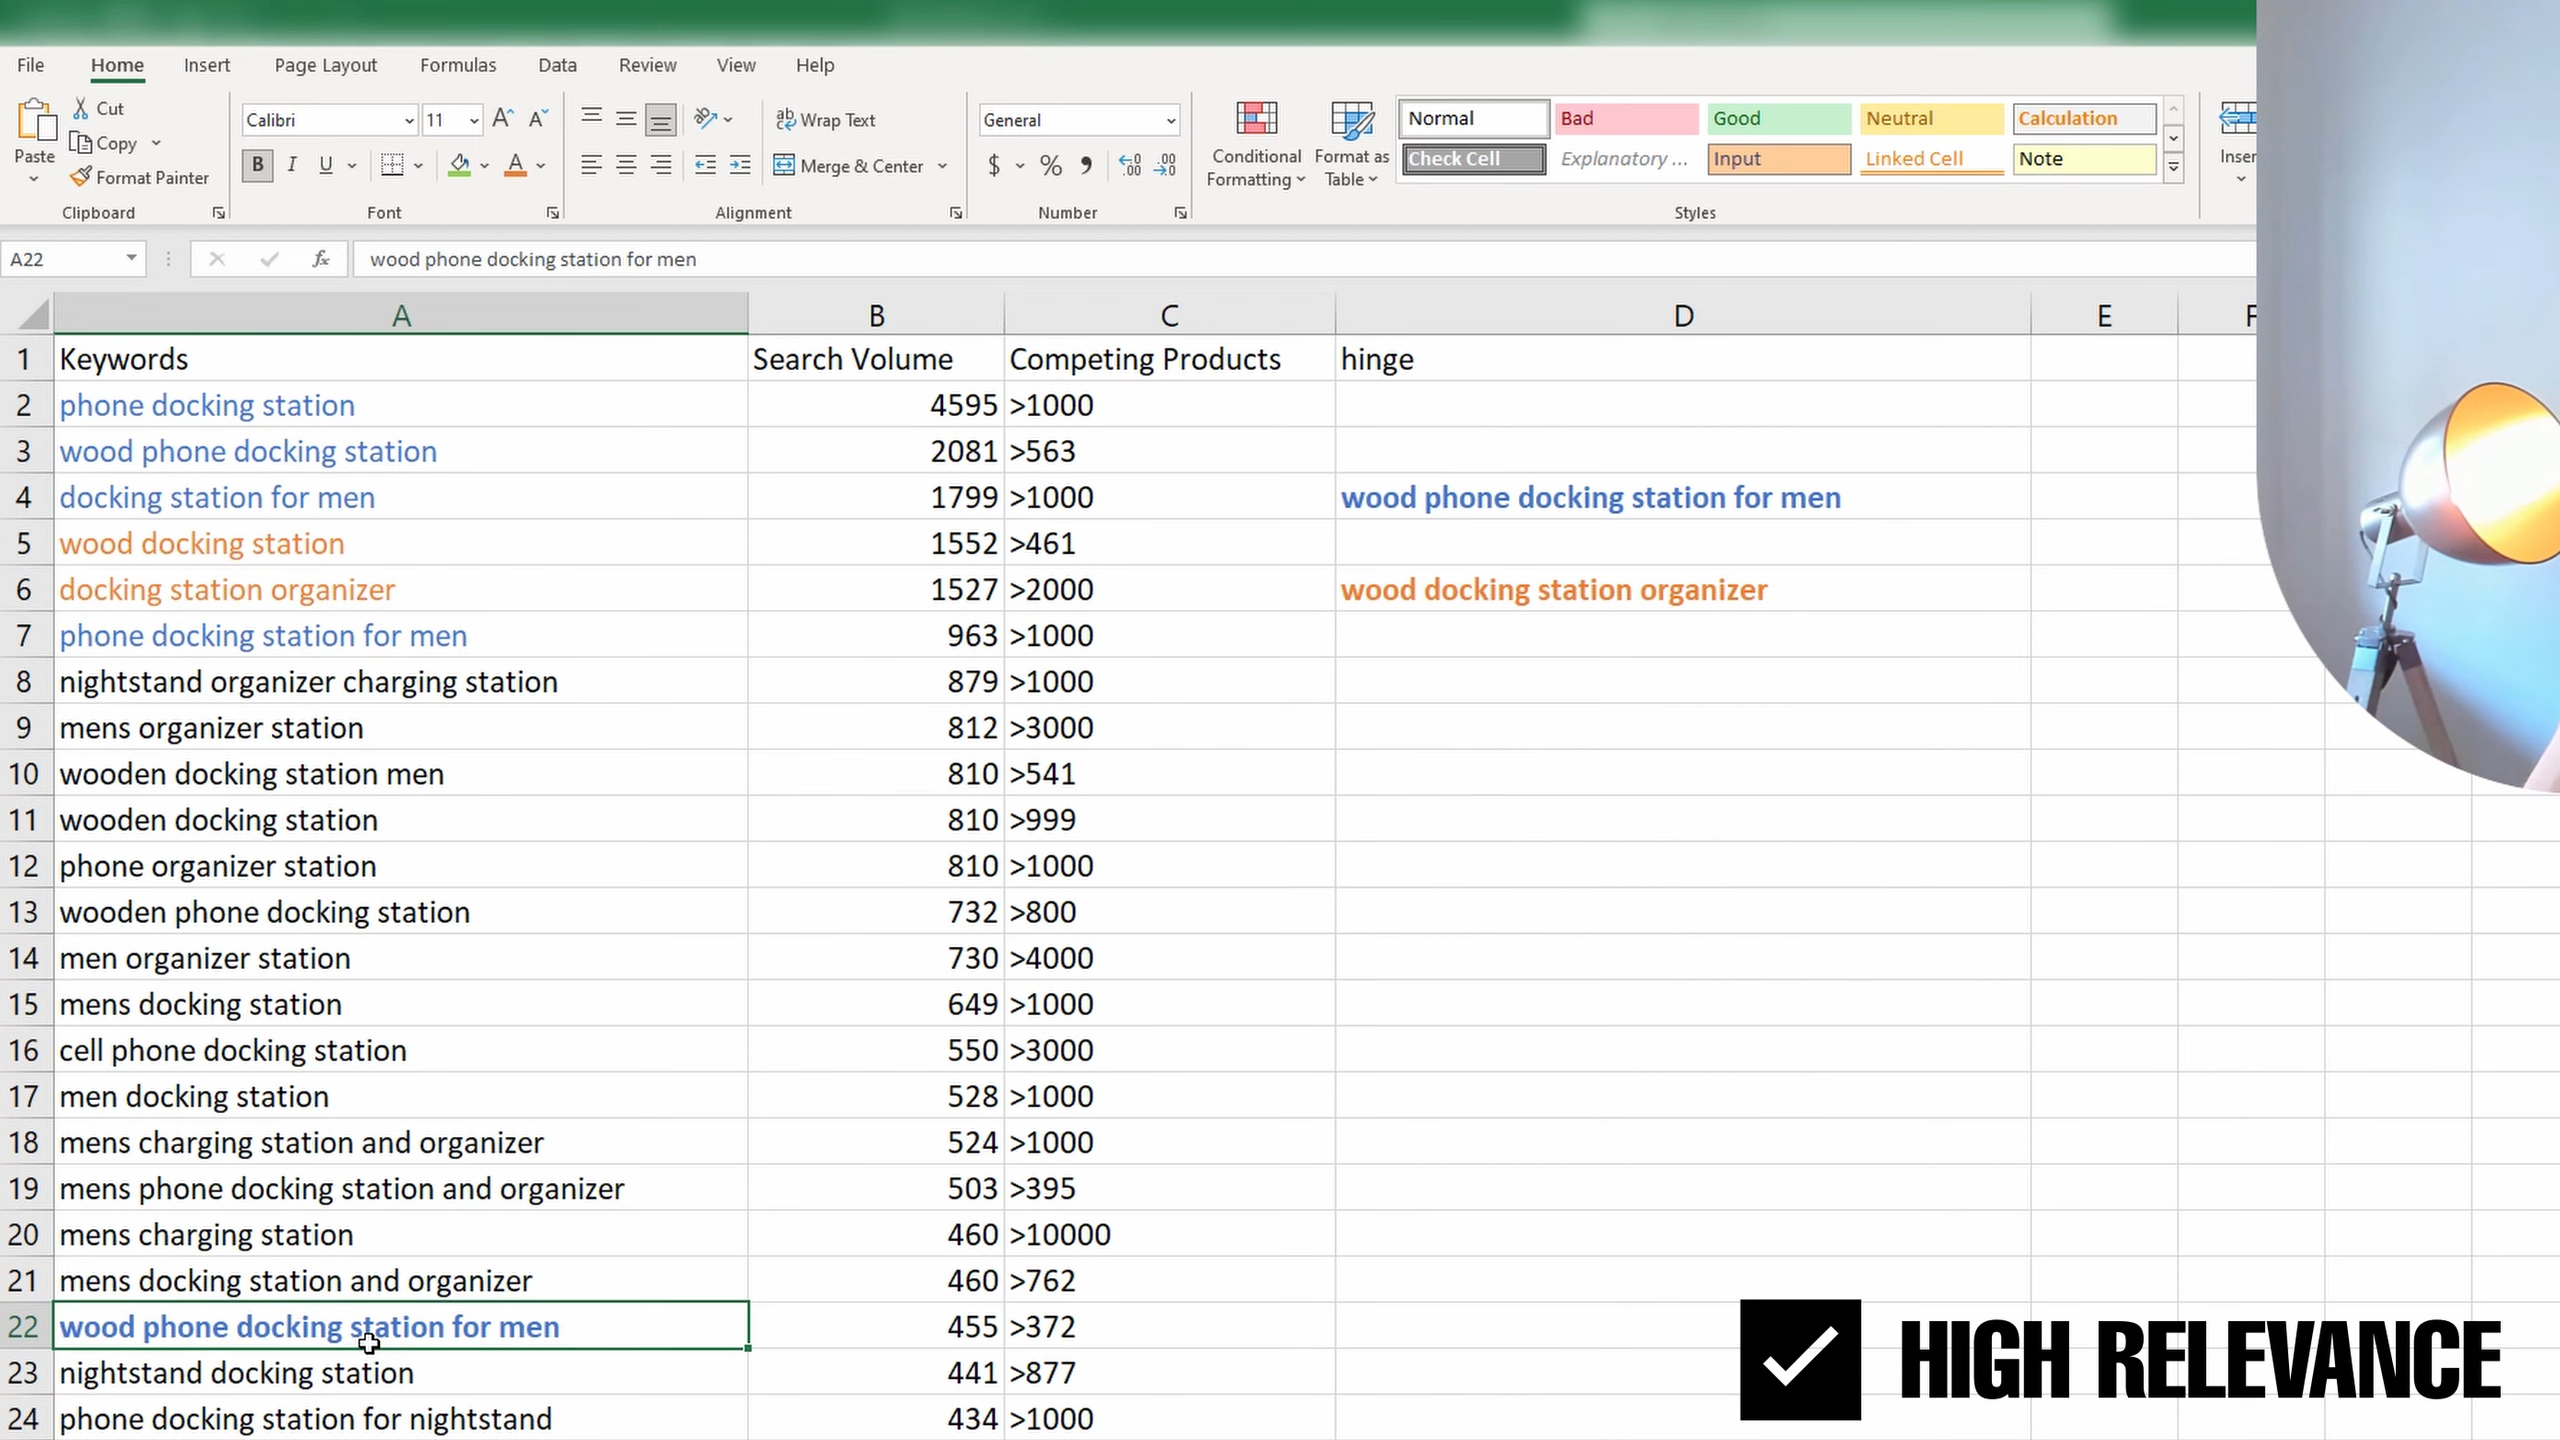 File Home Insert Page Layout Formulas Data Review View Help
Paste Cut Copy Format Painter Clipboard
Calibri 11 B I U Font
ab Wrap Text Merge & Center Alignment
General $ % , .00 Number
Conditional Formatting Format as Table
Normal Bad Good Neutral Calculation
Check Cell Explanatory ... Input Linked Cell Note
Styles
A22 fx wood phone docking station for men
A B C D E
1 Keywords Search Volume Competing Products hinge
2 phone docking station 4595 >1000
3 wood phone docking station 2081 >563
4 docking station for men 1799 >1000 wood phone docking station for men
5 wood docking station 1552 >461
6 docking station organizer 1527 >2000 wood docking station organizer
7 phone docking station for men 963 >1000
8 nightstand organizer charging station 879 >1000
9 mens organizer station 812 >3000
10 wooden docking station men 810 >541
11 wooden docking station 810 >999
12 phone organizer station 810 >1000
13 wooden phone docking station 732 >800
14 men organizer station 730 >4000
15 mens docking station 649 >1000
16 cell phone docking station 550 >3000
17 men docking station 528 >1000
18 mens charging station and organizer 524 >1000
19 mens phone docking station and organizer 503 >395
20 mens charging station 460 >10000
21 mens docking station and organizer 460 >762
22 wood phone docking station for men 455 >372
23 nightstand docking station 441 >877
24 phone docking station for nightstand 434 >1000
HIGH RELEVANCE